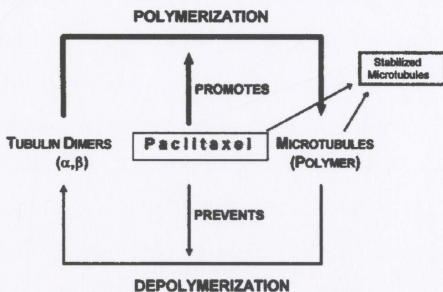 POLYMERIZATION
Stabilized
Microtubules
PROMOTES
TUBULIN DIMERS
(α,β)
Paclitaxel
MICROTUBULES
(POLYMER)
PREVENTS
DEPOLYMERIZATION